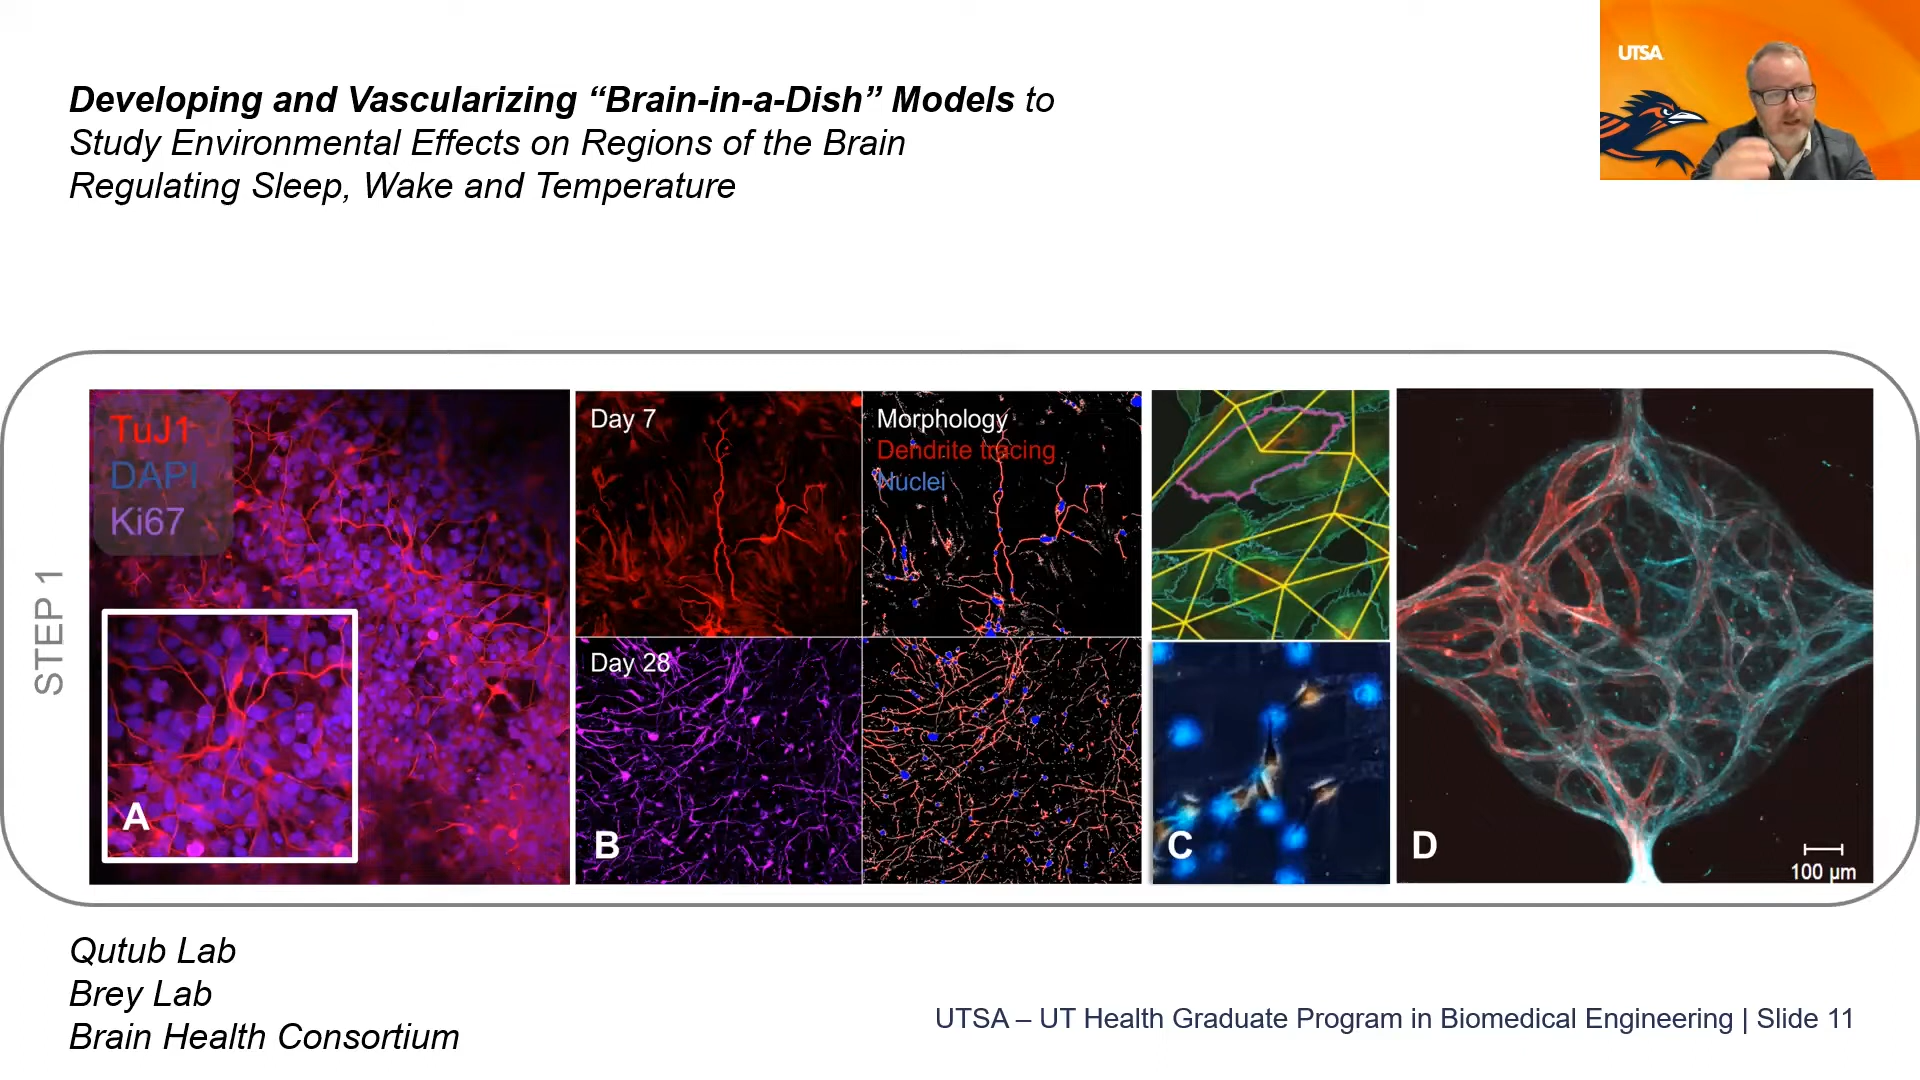 Developing and Vascularizing “Brain-in-a-Dish” Models to
Study Environmental Effects on Regions of the Brain
Regulating Sleep, Wake and Temperature
UTSA
STEP 1
TuJ1
DAPI
Ki67
A
Day 7
Morphology
Dendrite tracing
Nuclei
Day 28
B
C
D
100 µm
Qutub Lab
Brey Lab
Brain Health Consortium
UTSA – UT Health Graduate Program in Biomedical Engineering | Slide 11